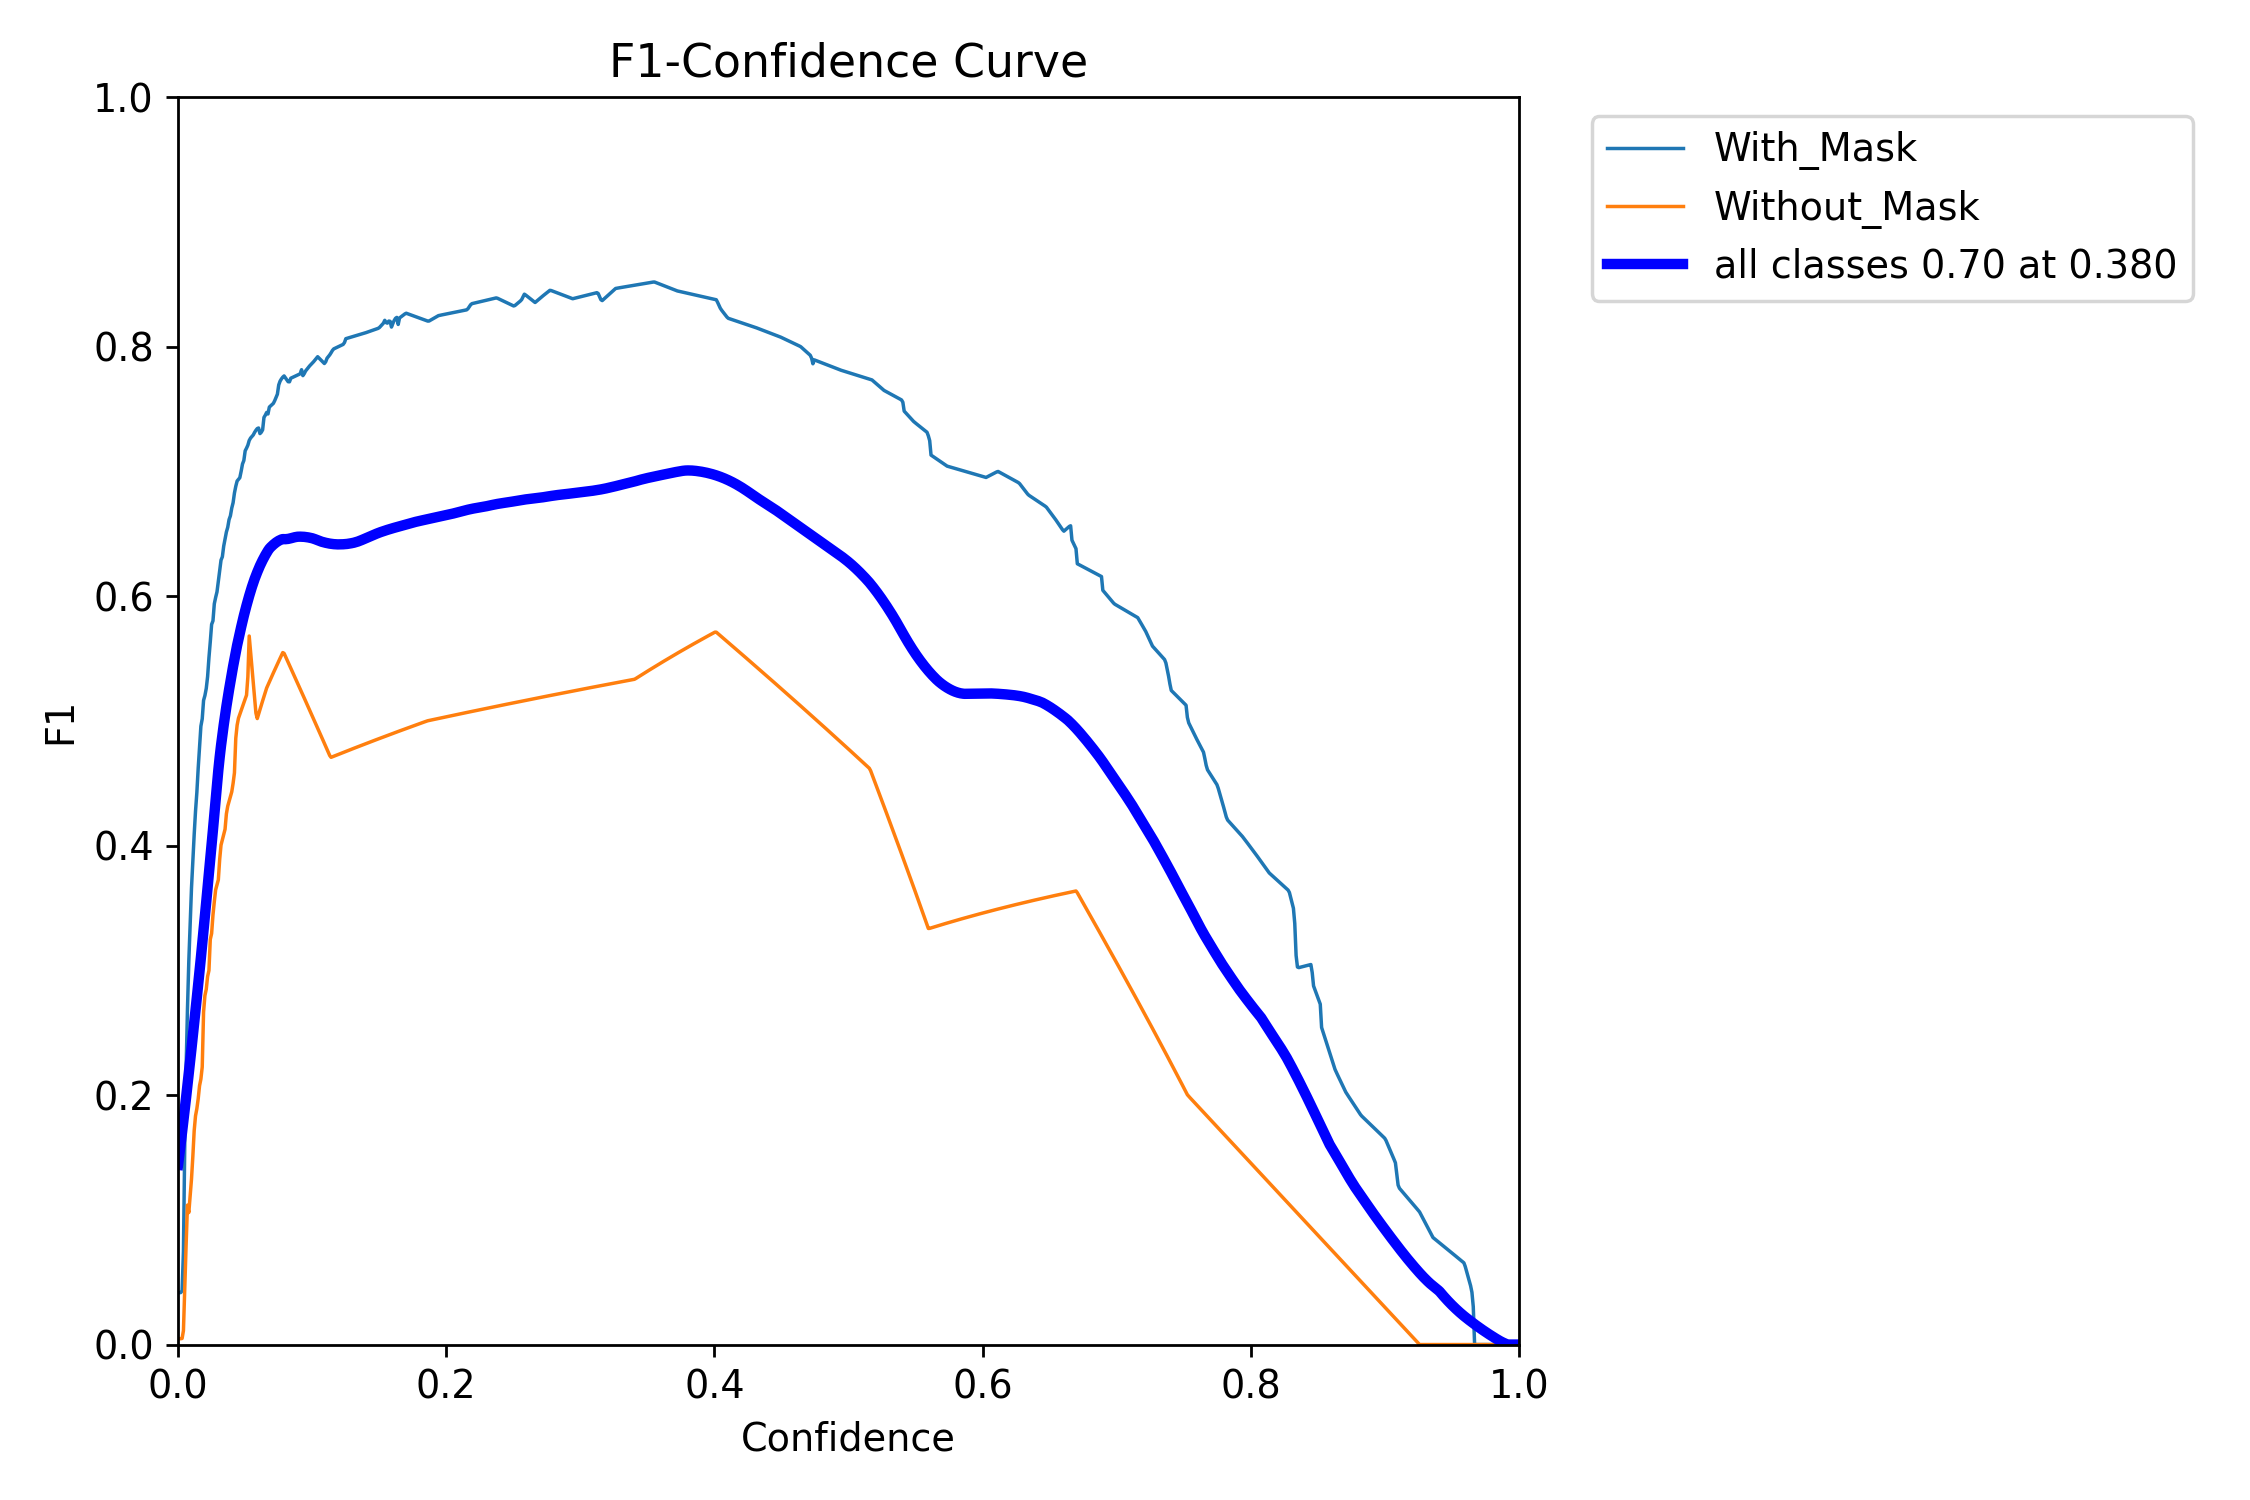 F1-Confidence Curve
1.0
0.8
0.6
0.4
0.2
0.0
F1
0.0 0.2 0.4 0.6 0.8 1.0
Confidence
With_Mask
Without_Mask
all classes 0.70 at 0.380